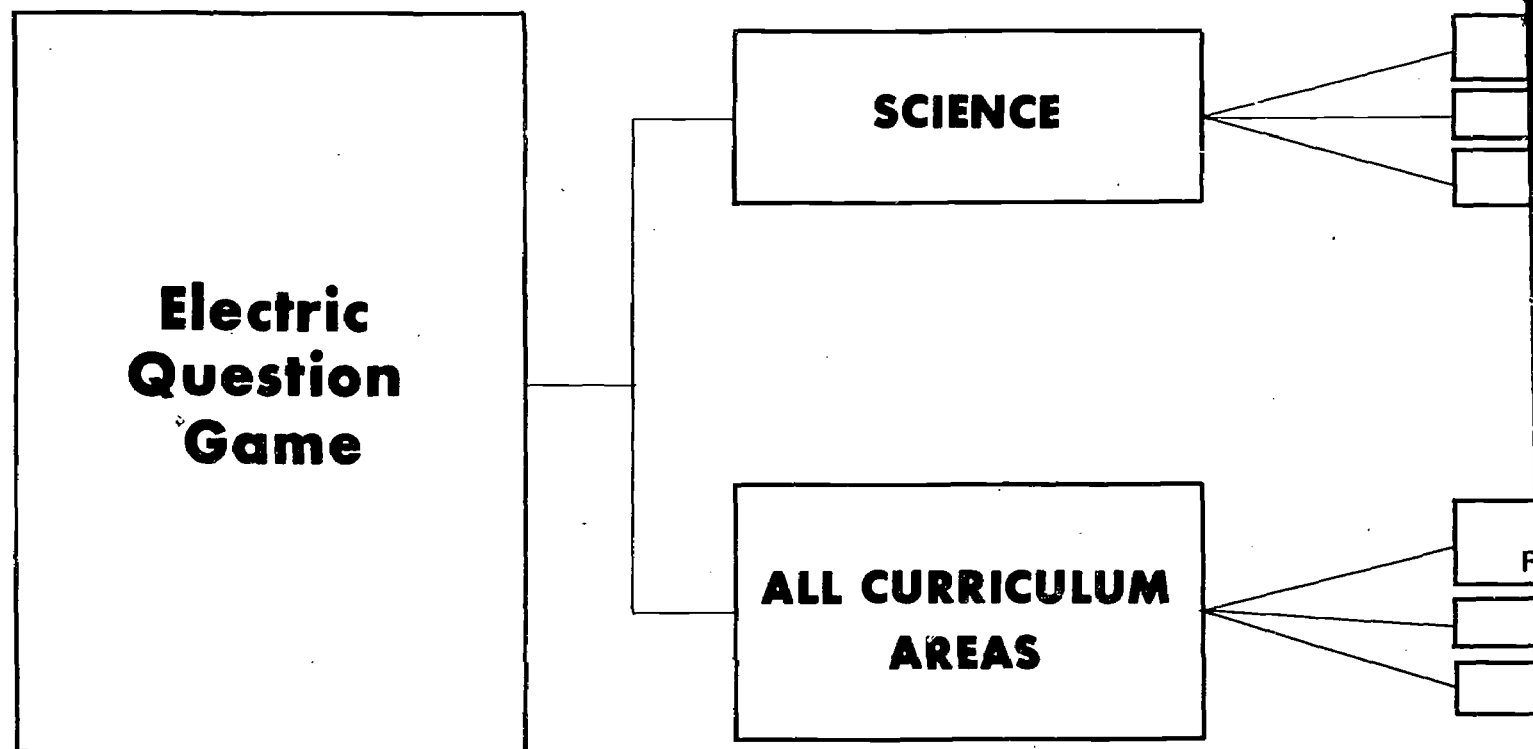 Electric
Question
Game
SCIENCE
ALL CURRICULUM
AREAS